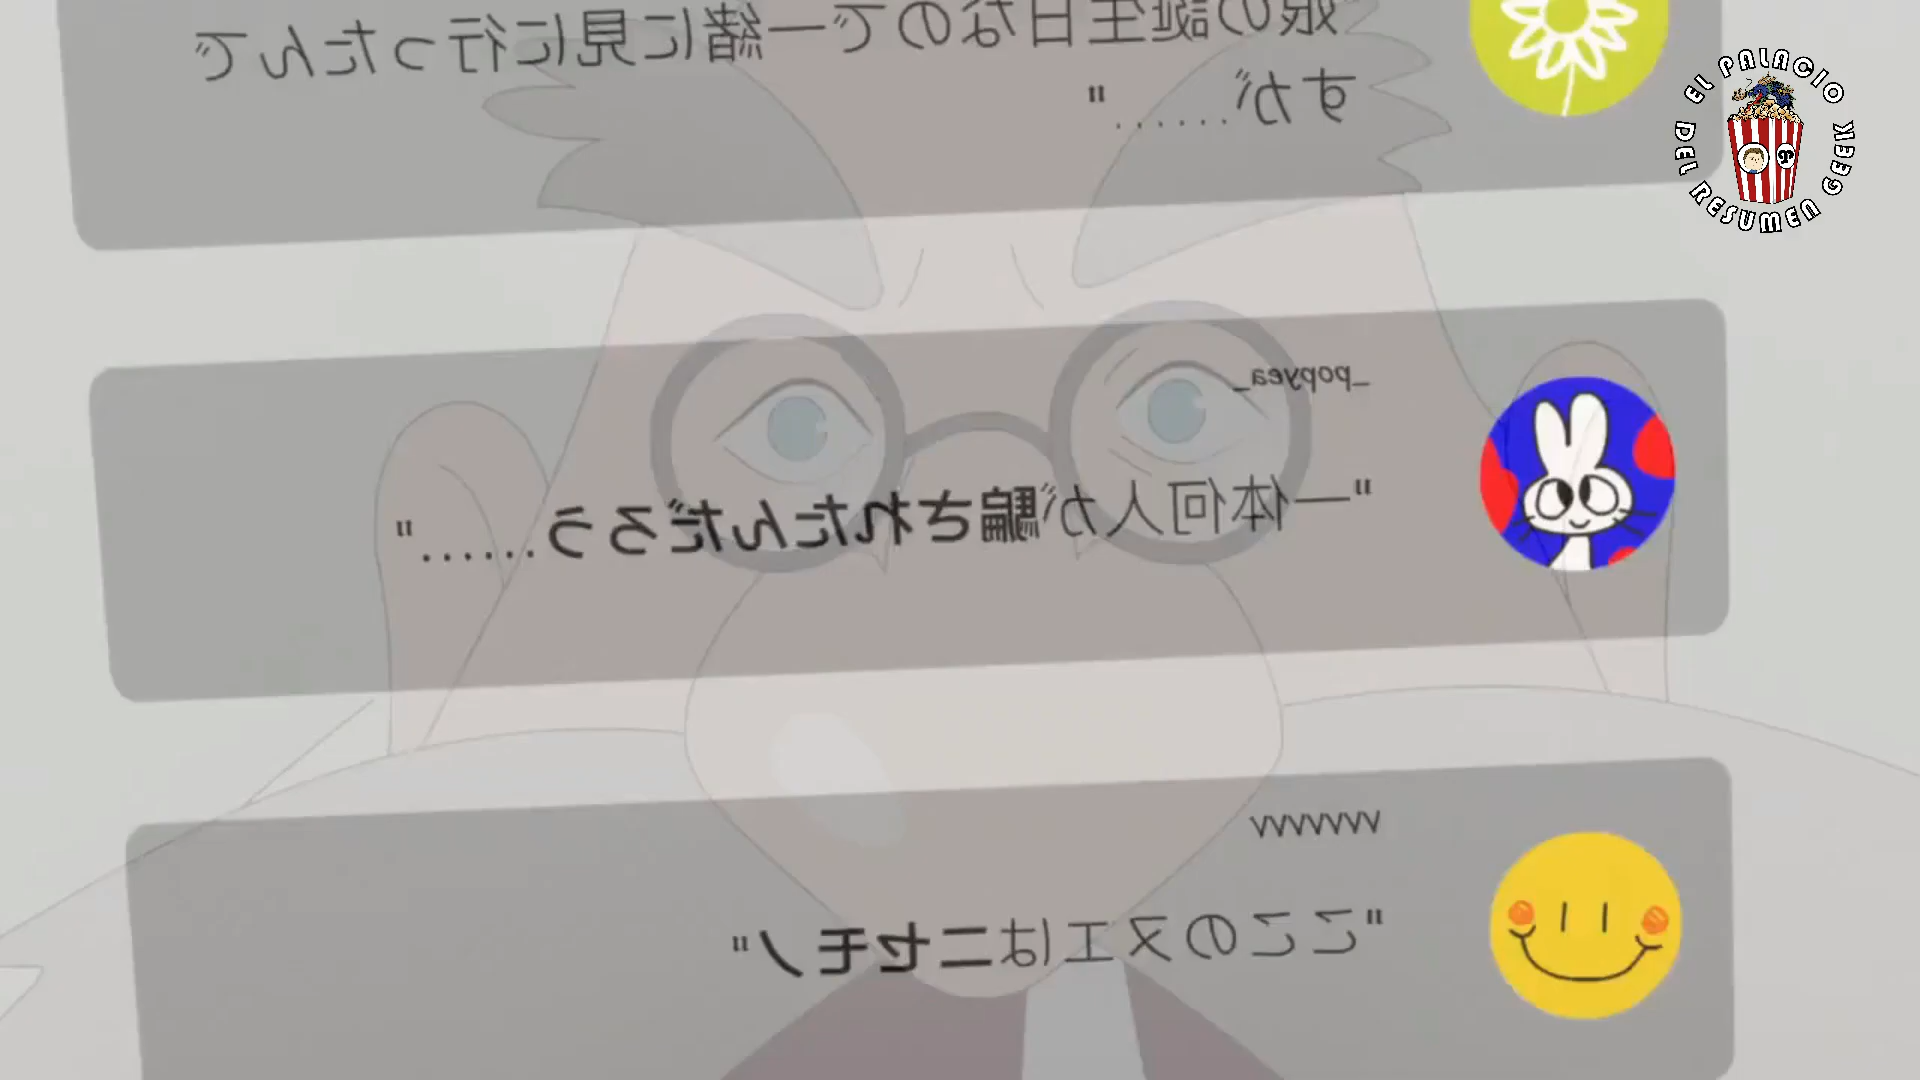 娘の誕生日なので一緒に見に行ったんで
すが……"
_popyea_
"一体何人が騙されたんだろう……"
vvvvvvv
"ここのヌエはニセモノ"
EL PALACIO
DEL RESUMEN GEEK